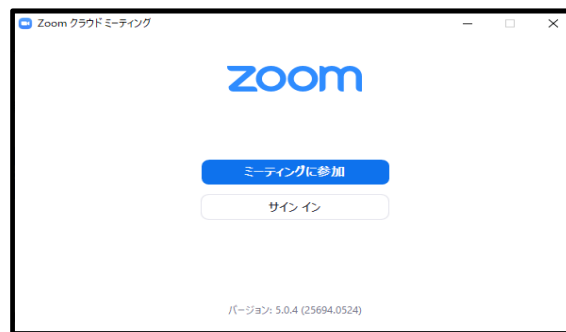 Zoom クラウド ミーティング
zoom
ミーティングに参加
サイン イン
バージョン: 5.0.4 (25694.0524)